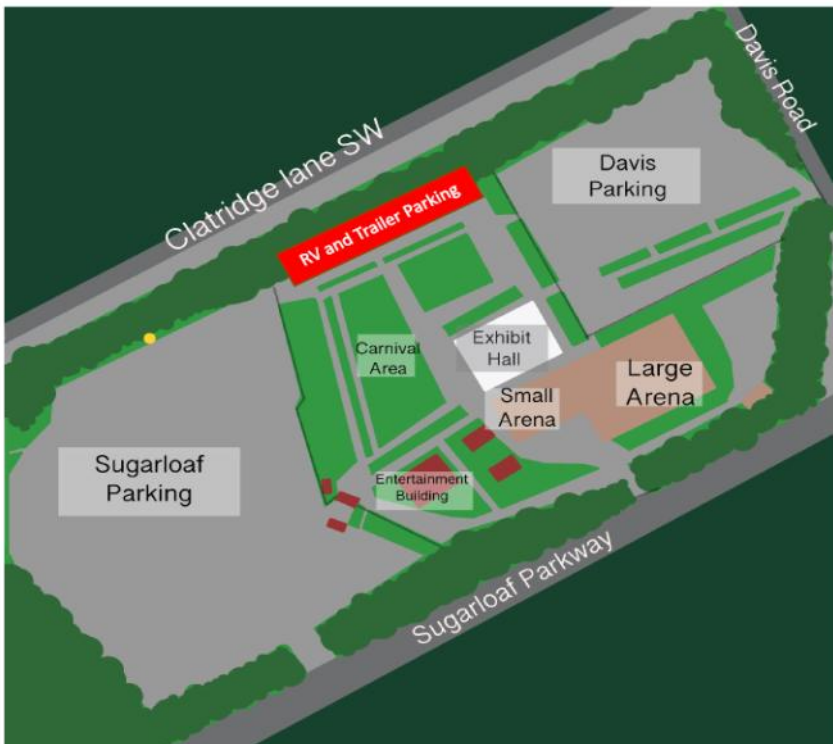 Davis Road
Clatridge lane SW
Davis
Parking
RV and Trailer Parking
Exhibit
Hall
Carnival
Area
Large
Arena
Small
Arena
Sugarloaf
Parking
Entertainment
Building
Sugarloaf Parkway